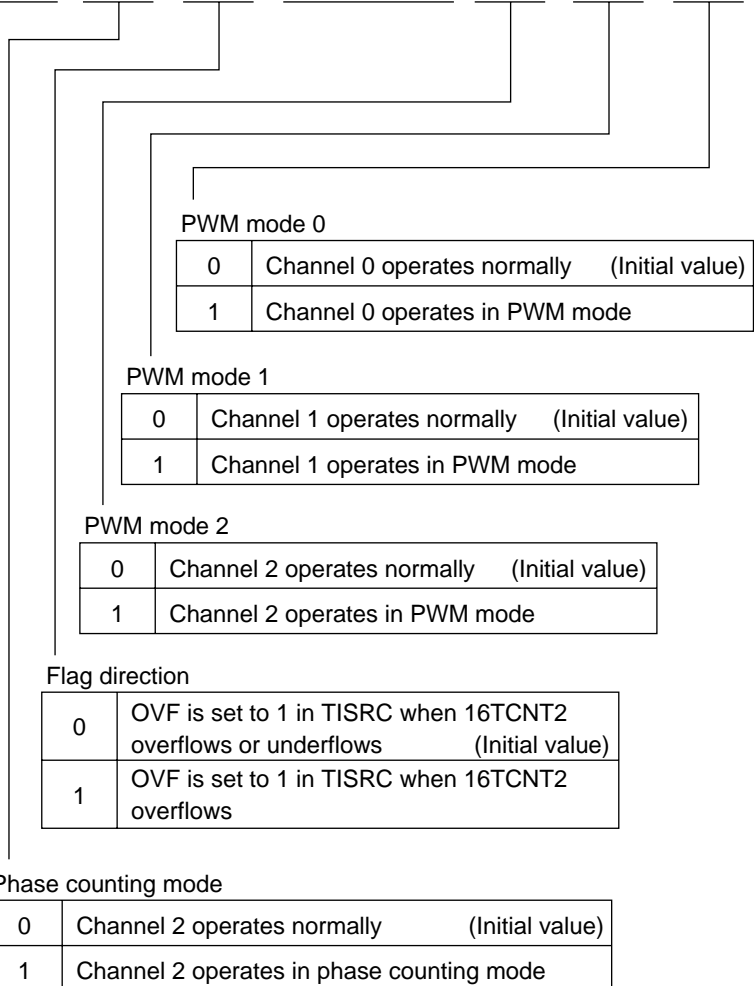 PWM mode 0
0 Channel 0 operates normally (Initial value)
1 Channel 0 operates in PWM mode
PWM mode 1
0 Channel 1 operates normally (Initial value)
1 Channel 1 operates in PWM mode
PWM mode 2
0 Channel 2 operates normally (Initial value)
1 Channel 2 operates in PWM mode
Flag direction
0 OVF is set to 1 in TISRC when 16TCNT2
overflows or underflows (Initial value)
1 OVF is set to 1 in TISRC when 16TCNT2
overflows
Phase counting mode
0 Channel 2 operates normally (Initial value)
1 Channel 2 operates in phase counting mode